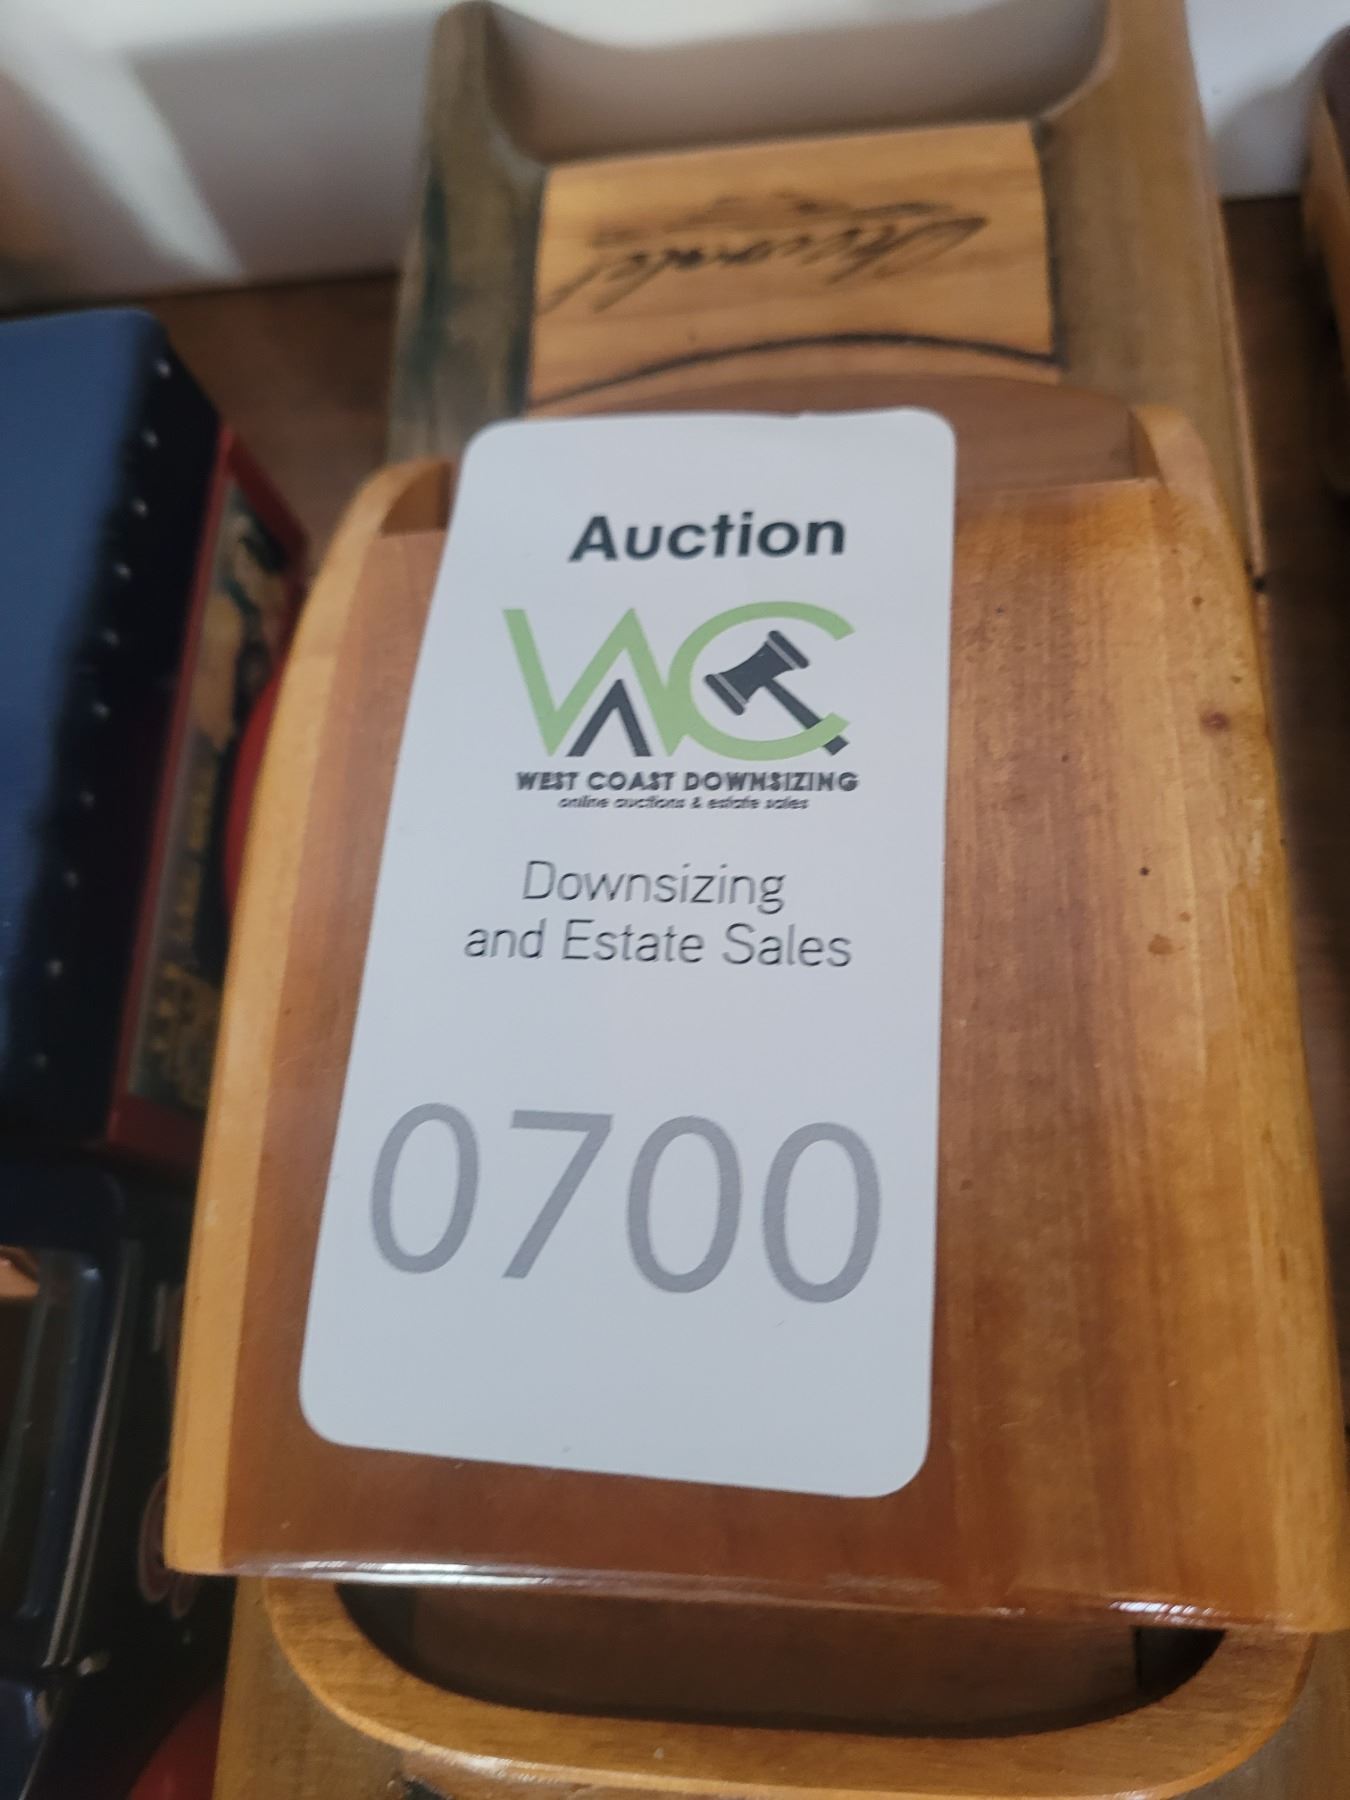 Auction
WC
WEST COAST DOWNSIZING
online auctions & estate sales
Downsizing
and Estate Sales
0700